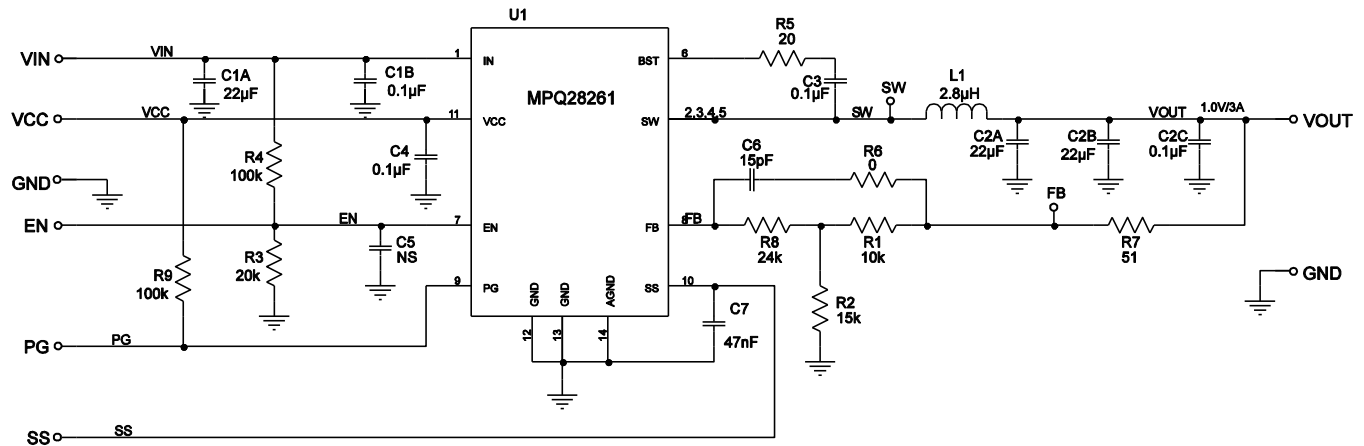 U1
MPQ28261
VIN
VIN
1
IN
C1A
22µF
C1B
0.1µF
VCC
VCC
11
VCC
C4
0.1µF
R4
100k
GND
EN
EN
7
EN
C5
NS
R3
20k
R9
100k
9
PG
PG
PG
SS
SS
GND
GND
AGND
12
13
14
BST
6
R5
20
C3
0.1µF
SW
2,3,4,5
SW
SW
L1
2.8µH
VOUT
1.0V/3A
VOUT
C2A
22µF
C2B
22µF
C2C
0.1µF
C6
15pF
R6
0
FB
8
FB
R8
24k
R1
10k
FB
R7
51
R2
15k
SS
10
C7
47nF
GND